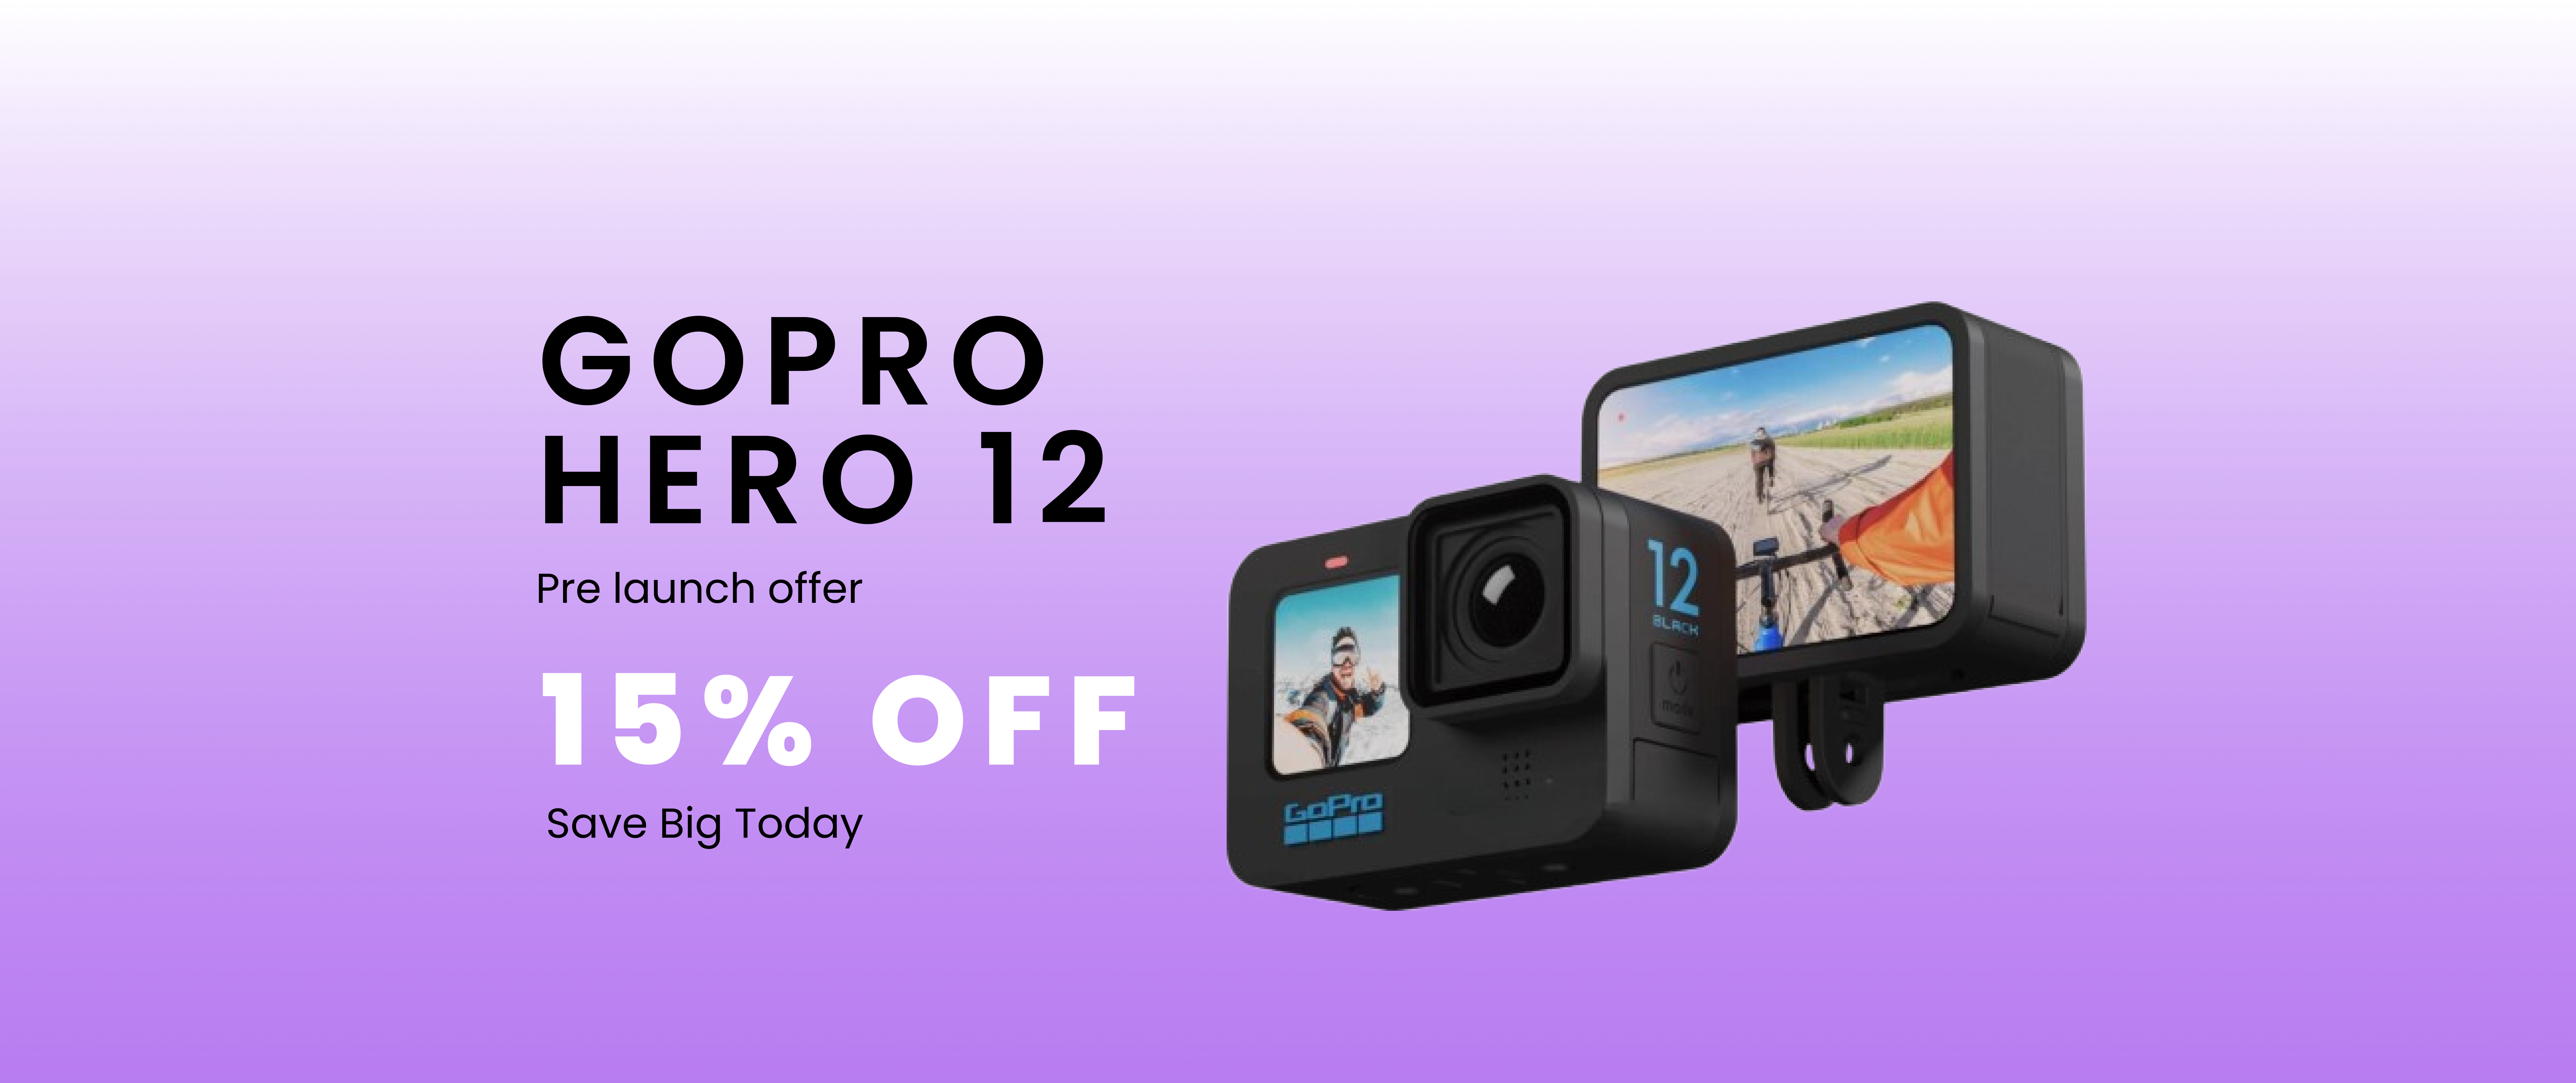 GOPRO
HERO 12
Pre launch offer
15% OFF
Save Big Today
12
BLACK
mode
GoPro